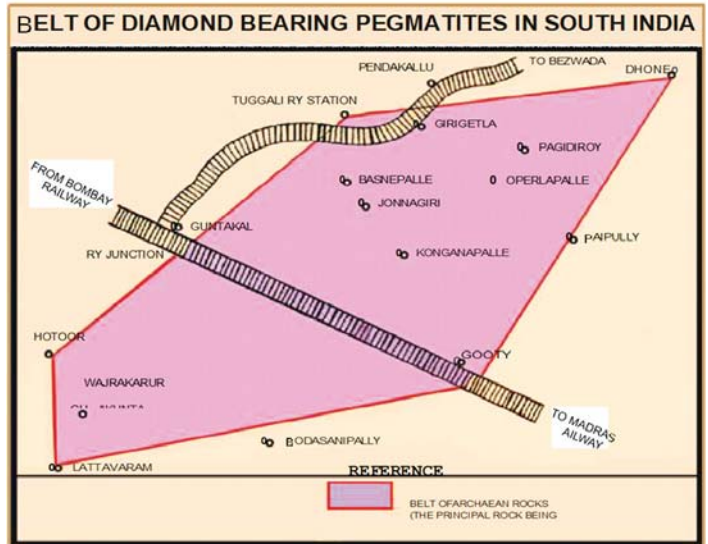 BELT OF DIAMOND BEARING PEGMATITES IN SOUTH INDIA
TO BEZWADA
PENDAKALLU
DHONE
TUGGALI RY STATION
GIRIGETLA
PAGIDIROY
FROM BOMBAY
RAILWAY
BASNEPALLE
OPERLAPALLE
JONNAGIRI
GUNTAKAL
PAIPULLY
RY JUNCTION
KONGANAPALLE
HOTOOR
GOOTY
WAJRAKARUR
TO MADRAS
AILWAY
BODASANIPALLY
LATTAVARAM
REFERENCE
BELT OFARCHAEAN ROCKS
(THE PRINCIPAL ROCK BEING